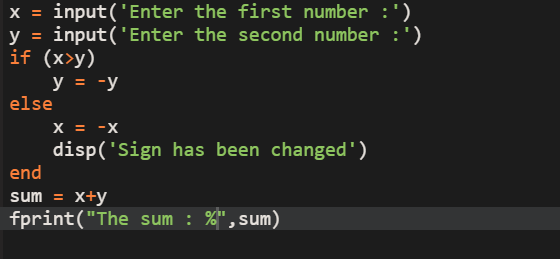 x = input('Enter the first number :')
y = input('Enter the second number :')
if (x>y)
    y = -y
else
    x = -x
    disp('Sign has been changed')
end
sum = x+y
fprint("The sum : %",sum)